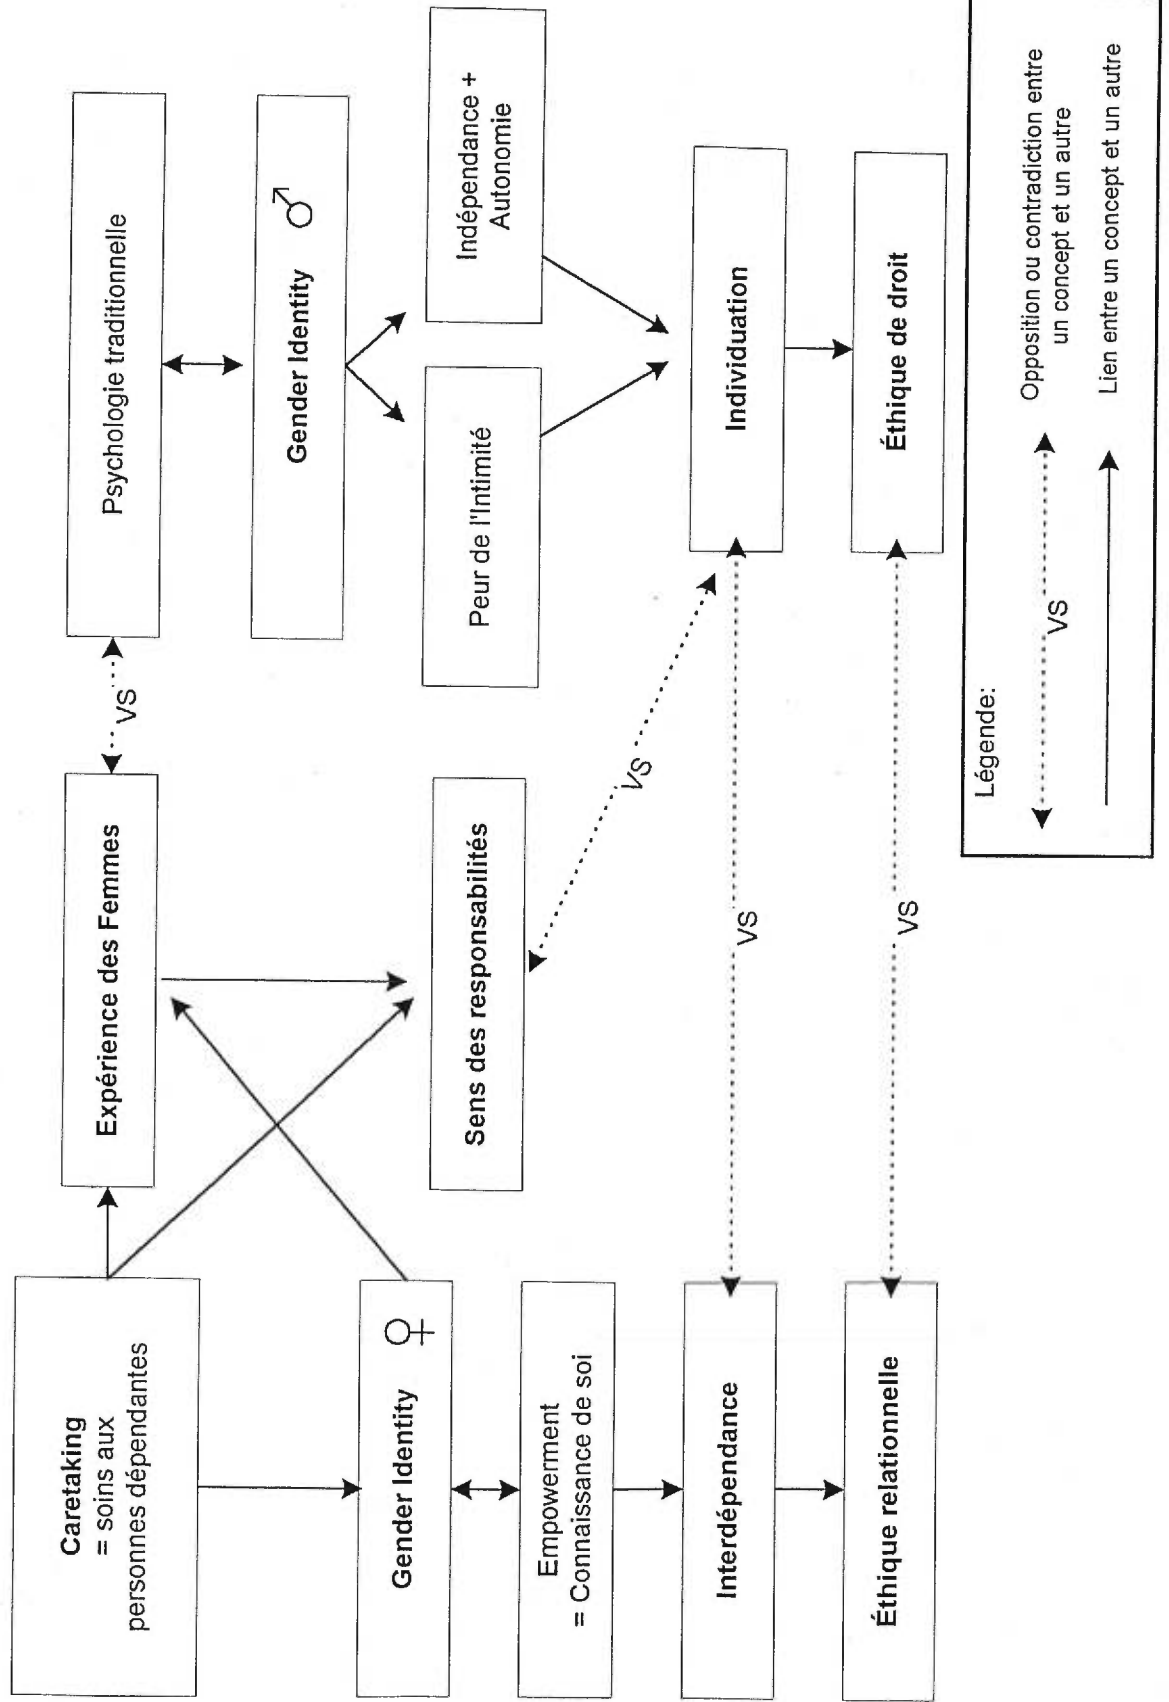 Caretaking
= soins aux
personnes dépendantes
Expérience des Femmes
VS
Psychologie traditionnelle
Gender Identity ♀
Gender Identity ♂
Empowerment
= Connaissance de soi
Sens des responsabilités
Peur de l'Intimité
Indépendance +
Autonomie
VS
Interdépendance
VS
Individuation
Éthique relationnelle
VS
Éthique de droit
Légende:
VS
Opposition ou contradiction entre
un concept et un autre
Lien entre un concept et un autre